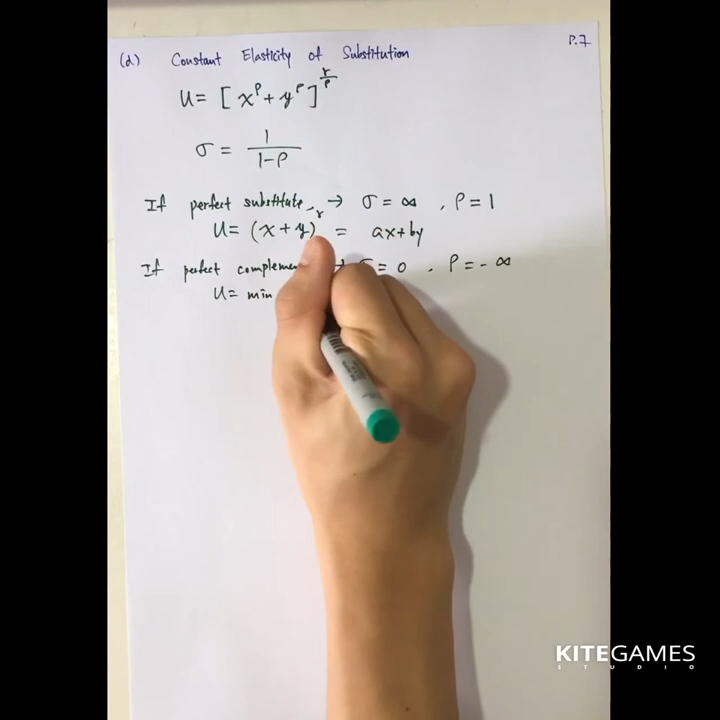 P.7
(d) Constant Elasticity of Substitution
U = [x^ρ + y^ρ]^(γ/ρ)
σ = 1/(1-ρ)
If perfect substitute → σ = ∞ , ρ = 1
U = (x + y)^γ = ax+by
If perfect σ = 0 , ρ = - ∞
U = min
KITEGAMES
STUDIO